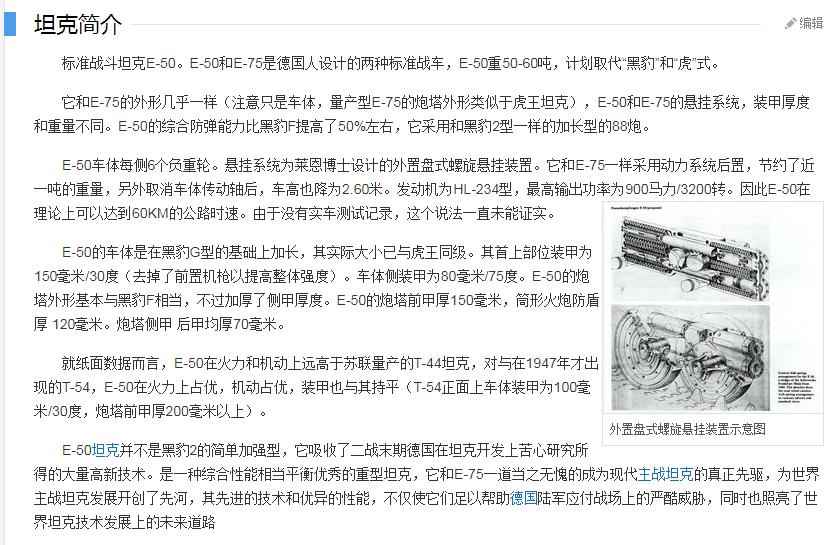 坦克简介
编辑
标准战斗坦克E-50。E-50和E-75是德国人设计的两种标准战车，E-50重50-60吨，计划取代“黑豹”和“虎”式。
它和E-75的外形几乎一样（注意只是车体，量产型E-75的炮塔外形类似于虎王坦克），E-50和E-75的悬挂系统，装甲厚度
和重量不同。E-50的综合防弹能力比黑豹F提高了50%左右，它采用和黑豹2型一样的加长型的88炮。
E-50车体每侧6个负重轮。悬挂系统为莱恩博士设计的外置盘式螺旋悬挂装置。它和E-75一样采用动力系统后置，节约了近
一吨的重量，另外取消车体传动轴后，车高也降为2.60米。发动机为HL-234型，最高输出功率为900马力/3200转。因此E-50在
理论上可以达到60KM的公路时速。由于没有实车测试记录，这个说法一直未能证实。
E-50的车体是在黑豹G型的基础上加长，其实际大小已与虎王同级。其首上部位装甲为
150毫米/30度（去掉了前置机枪以提高整体强度）。车体侧装甲为80毫米/75度。E-50的炮
塔外形基本与黑豹F相当，不过加厚了侧甲厚度。E-50的炮塔前甲厚150毫米，筒形火炮防盾
厚 120毫米。炮塔侧甲 后甲均厚70毫米。
就纸面数据而言，E-50在火力和机动上远高于苏联量产的T-44坦克，对与在1947年才出
现的T-54，E-50在火力上占优，机动占优，装甲也与其持平（T-54正面上车体装甲为100毫
米/30度，炮塔前甲厚200毫米以上）。
外置盘式螺旋悬挂装置示意图
E-50坦克并不是黑豹2的简单加强型，它吸收了二战末期德国在坦克开发上苦心研究所
得的大量高新技术。是一种综合性能相当平衡优秀的重型坦克，它和E-75一道当之无愧的成为现代主战坦克的真正先驱，为世界
主战坦克发展开创了先河，其先进的技术和优异的性能，不仅使它们足以帮助德国陆军应付战场上的严酷威胁，同时也照亮了世
界坦克技术发展上的未来道路